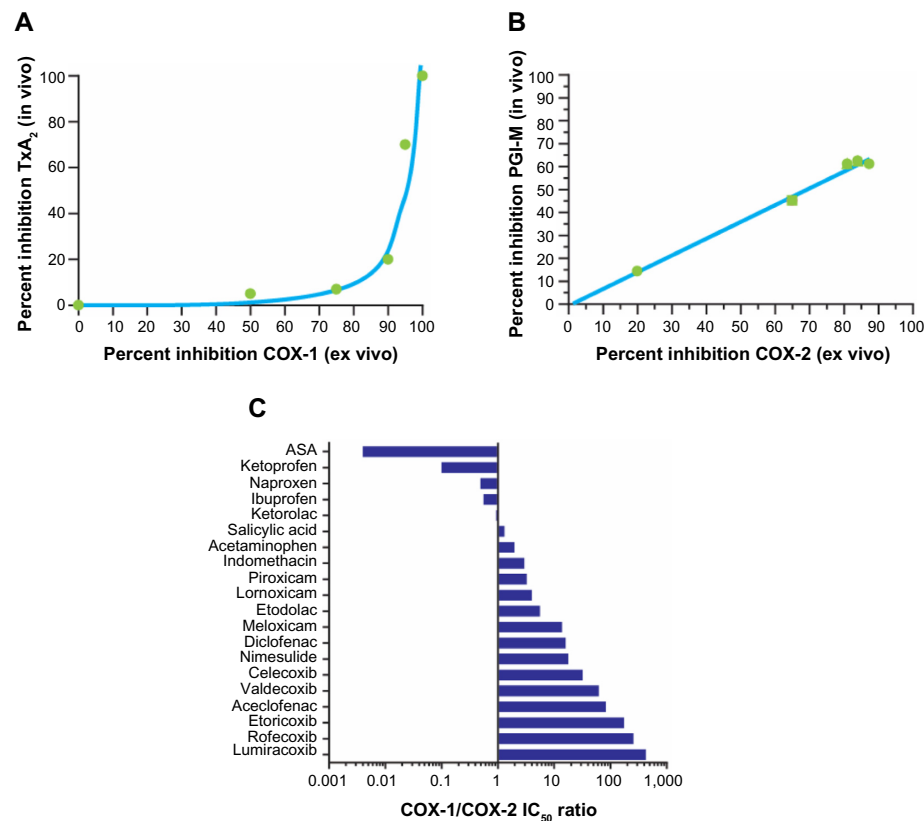 A
Percent inhibition TxA₂ (in vivo)
100
80
60
40
20
0
0 10 20 30 40 50 60 70 80 90 100
Percent inhibition COX-1 (ex vivo)
B
Percent inhibition PGI-M (in vivo)
100
90
80
70
60
50
40
30
20
10
0
0 10 20 30 40 50 60 70 80 90 100
Percent inhibition COX-2 (ex vivo)
C
ASA
Ketoprofen
Naproxen
Ibuprofen
Ketorolac
Salicylic acid
Acetaminophen
Indomethacin
Piroxicam
Lornoxicam
Etodolac
Meloxicam
Diclofenac
Nimesulide
Celecoxib
Valdecoxib
Aceclofenac
Etoricoxib
Rofecoxib
Lumiracoxib
0.001 0.01 0.1 1 10 100 1,000
COX-1/COX-2 IC₅₀ ratio